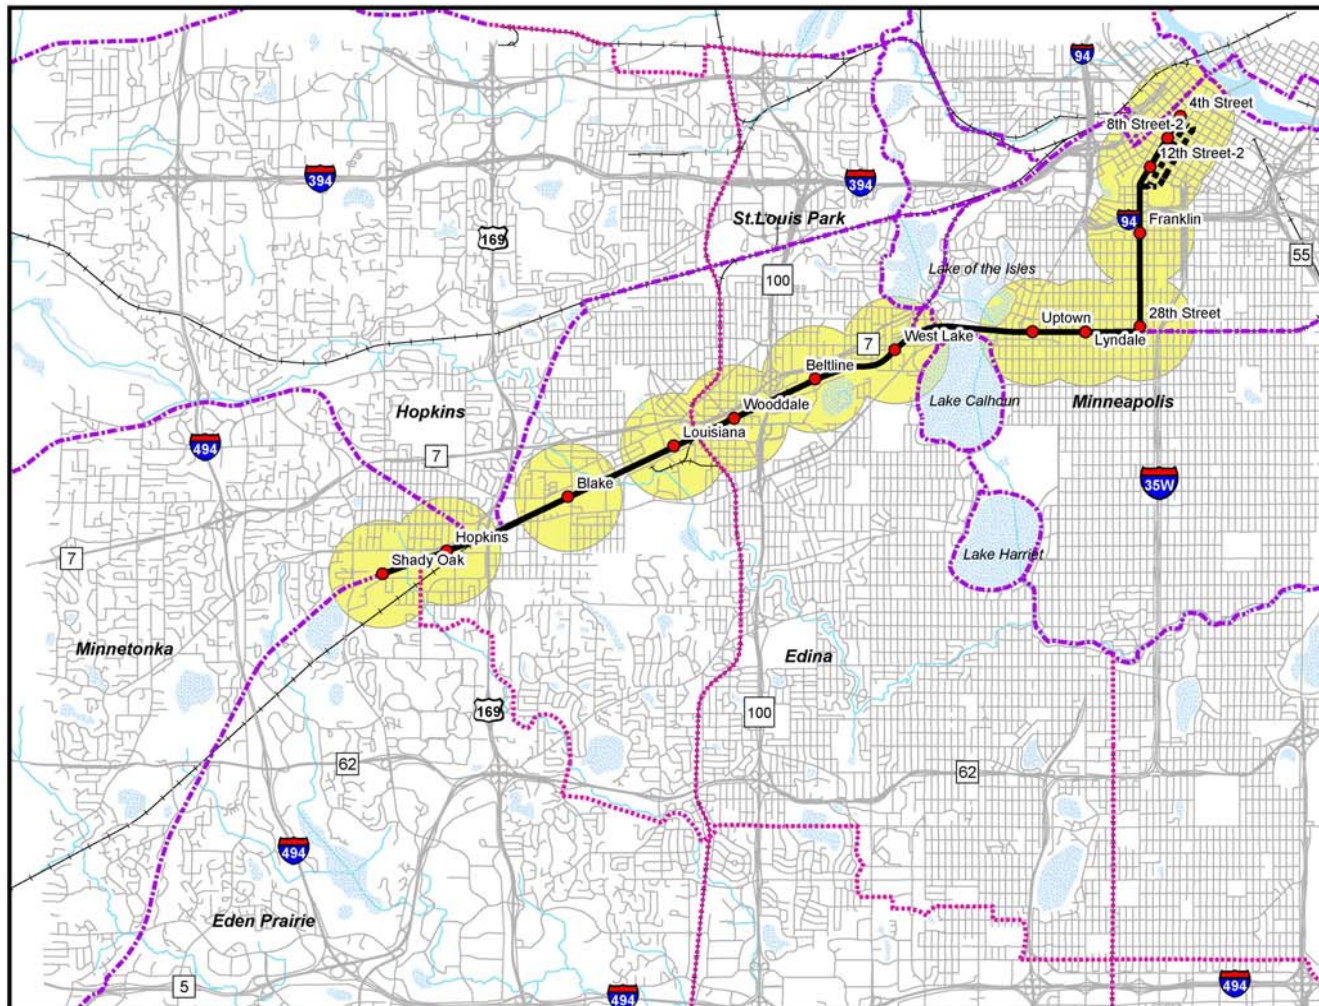 94
4th Street
8th Street-2
12th Street-2
394
394
St.Louis Park
94
Franklin
169
55
Lake of the Isles
100
28th Street
Uptown
7
West Lake
Lyndale
Beltline
Lake Calhoun
Minneapolis
Hopkins
Wooddale
494
Louisiana
7
35W
Blake
Hopkins
Lake Harriet
7
Shady Oak
Minnetonka
Edina
169
100
62
62
494
Eden Prairie
5
494
494